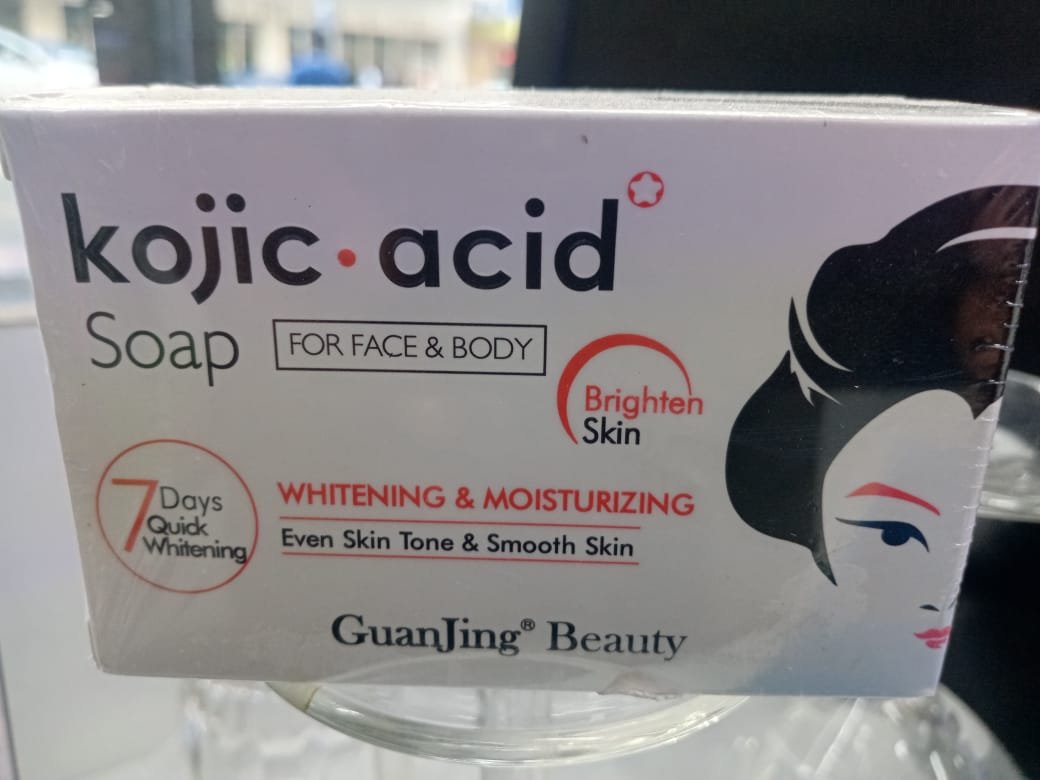 kojic·acid
Soap
FOR FACE & BODY
Brighten
Skin
7 Days
Quick
Whitening
WHITENING & MOISTURIZING
Even Skin Tone & Smooth Skin
GuanJing® Beauty